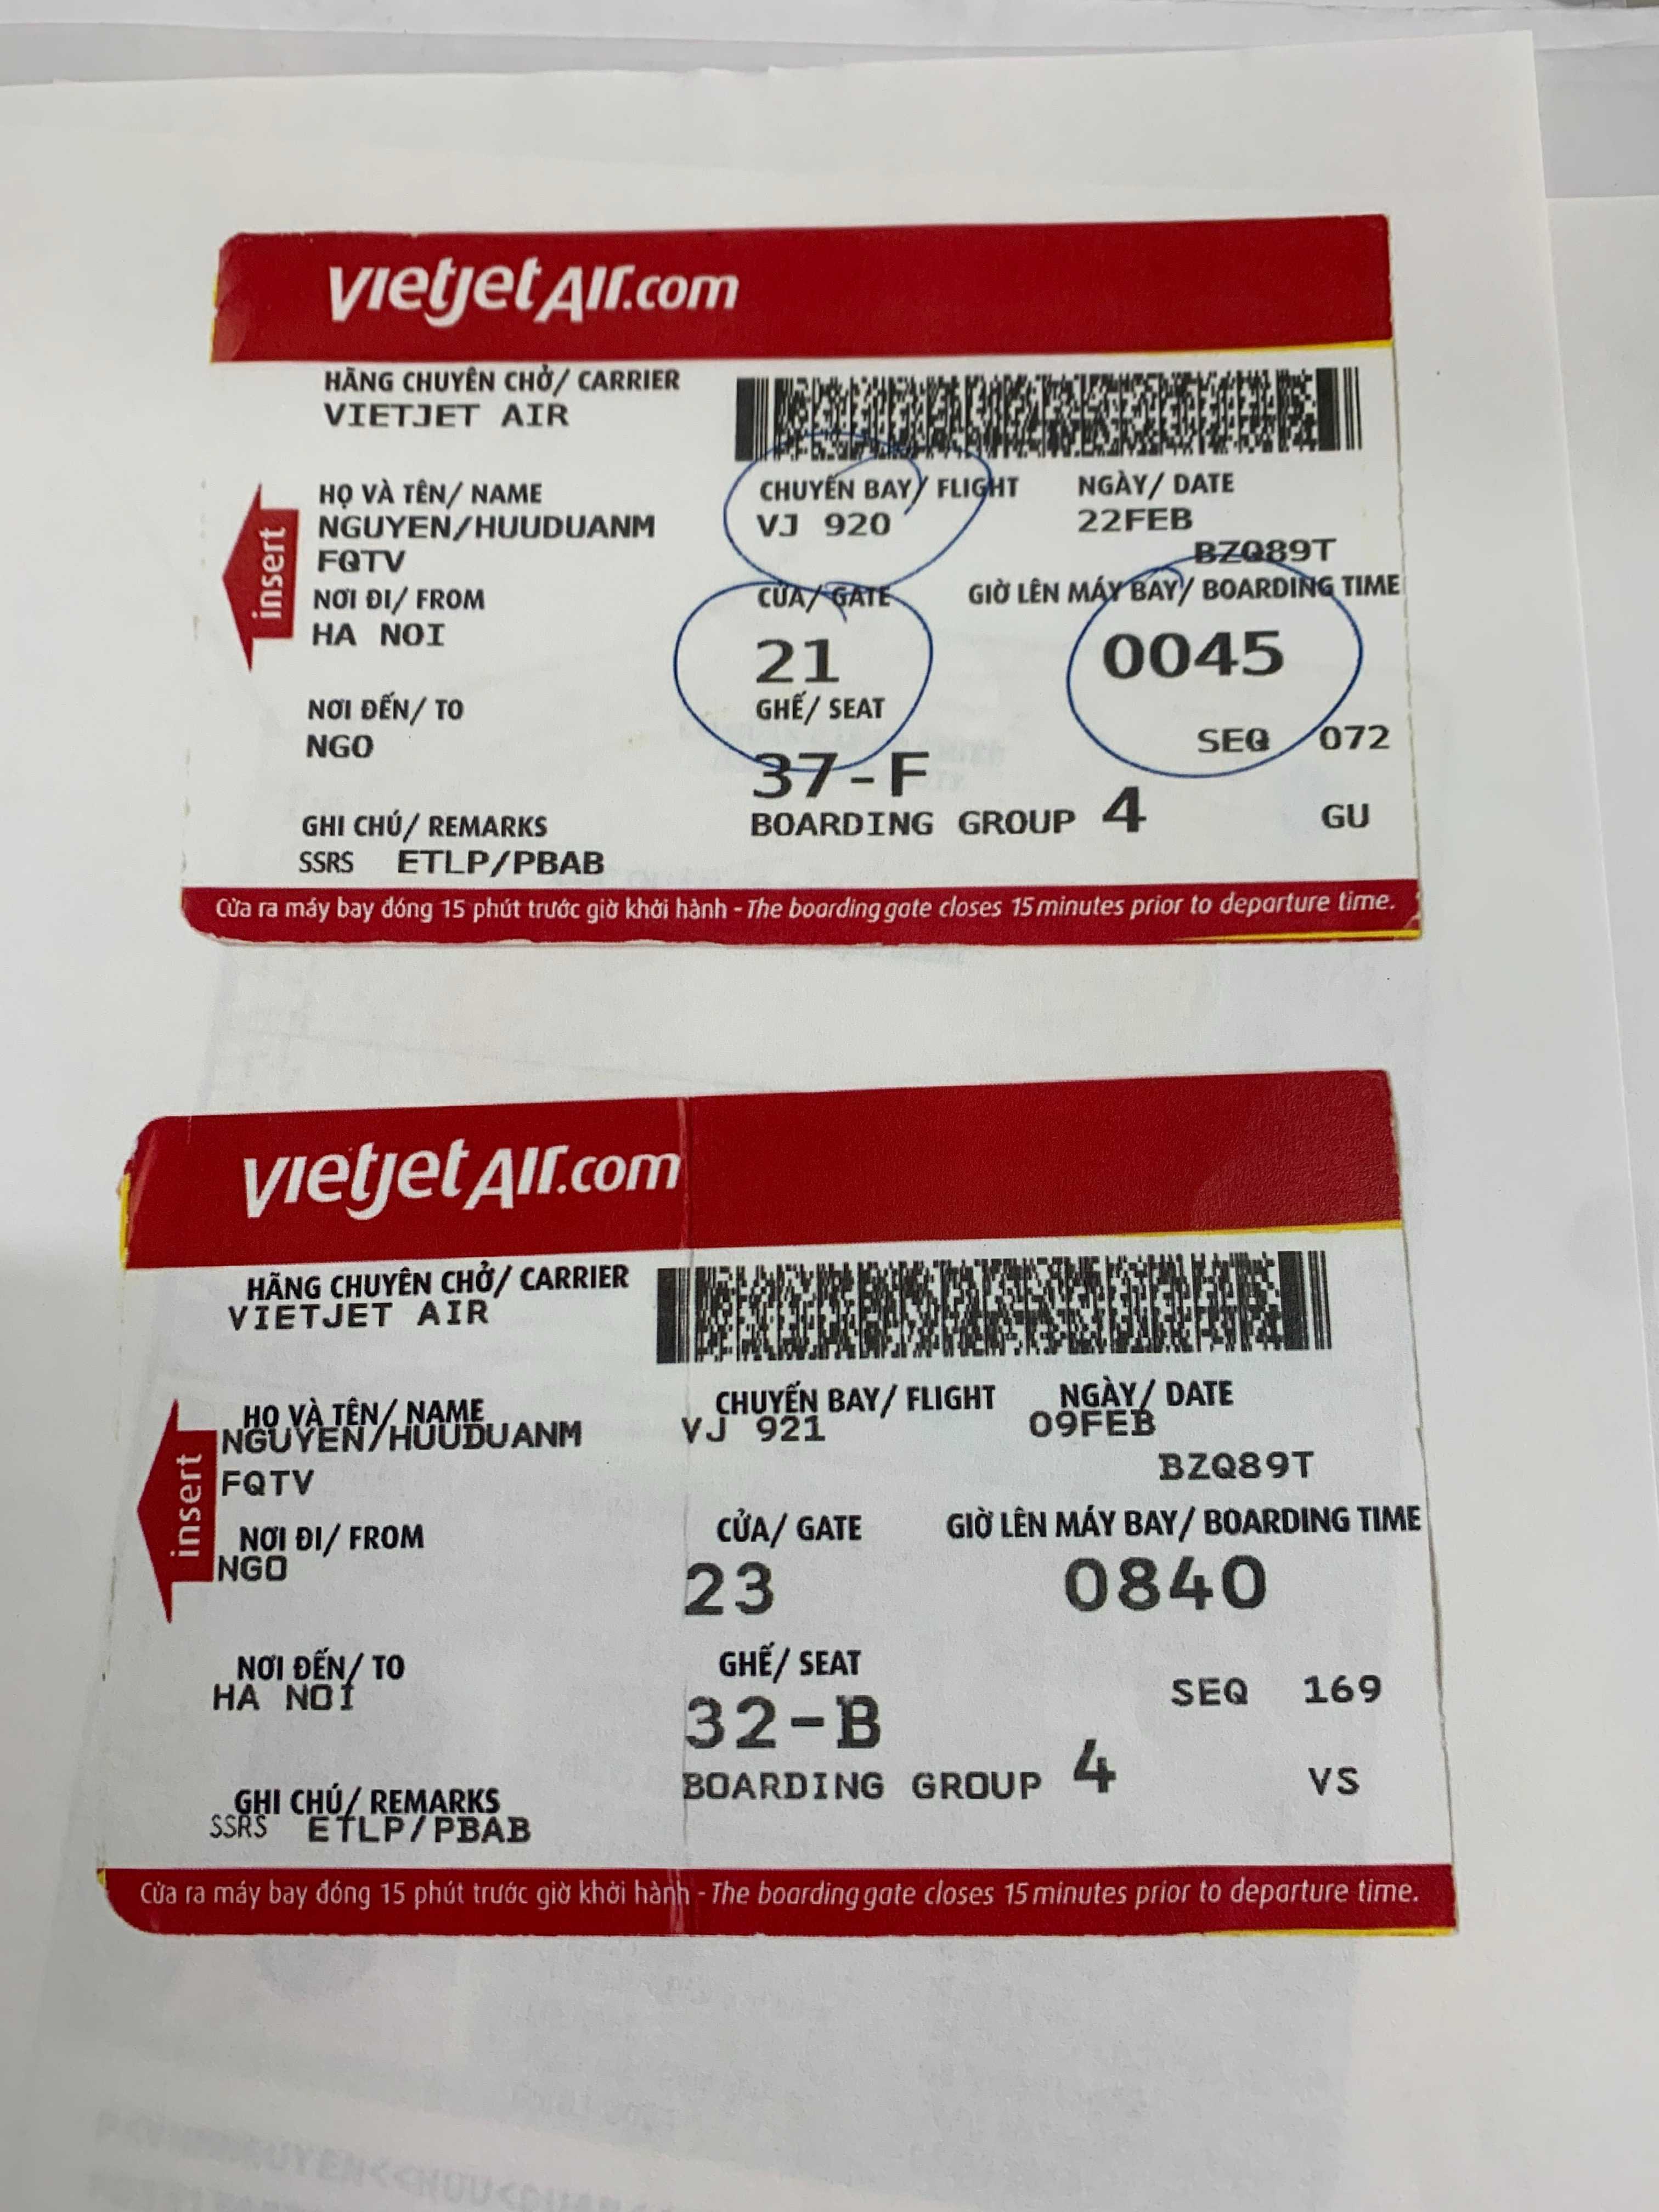 vietjetAir.com
HÃNG CHUYÊN CHỞ/ CARRIER
VIETJET AIR
HỌ VÀ TÊN/ NAME
NGUYEN/HUUDUANM
FQTV
CHUYẾN BAY/ FLIGHT
VJ 920
NGÀY/ DATE
22FEB
BZQ89T
insert
NƠI ĐI/ FROM
HA NOI
CỬA/ GATE
21
GIỜ LÊN MÁY BAY/ BOARDING TIME
0045
NƠI ĐẾN/ TO
NGO
GHẾ/ SEAT
37-F
SEQ 072
GHI CHÚ/ REMARKS
SSRS ETLP/PBAB
BOARDING GROUP 4
GU
Cửa ra máy bay đóng 15 phút trước giờ khởi hành - The boarding gate closes 15 minutes prior to departure time.
vietjetAir.com
HÃNG CHUYÊN CHỞ/ CARRIER
VIETJET AIR
HỌ VÀ TÊN/ NAME
NGUYEN/HUUDUANM
FQTV
CHUYẾN BAY/ FLIGHT
VJ 921
NGÀY/ DATE
09FEB
BZQ89T
insert
NƠI ĐI/ FROM
NGO
CỬA/ GATE
23
GIỜ LÊN MÁY BAY/ BOARDING TIME
0840
NƠI ĐẾN/ TO
HA NOI
GHẾ/ SEAT
32-B
SEQ 169
GHI CHÚ/ REMARKS
SSRS ETLP/PBAB
BOARDING GROUP 4
VS
Cửa ra máy bay đóng 15 phút trước giờ khởi hành - The boarding gate closes 15 minutes prior to departure time.